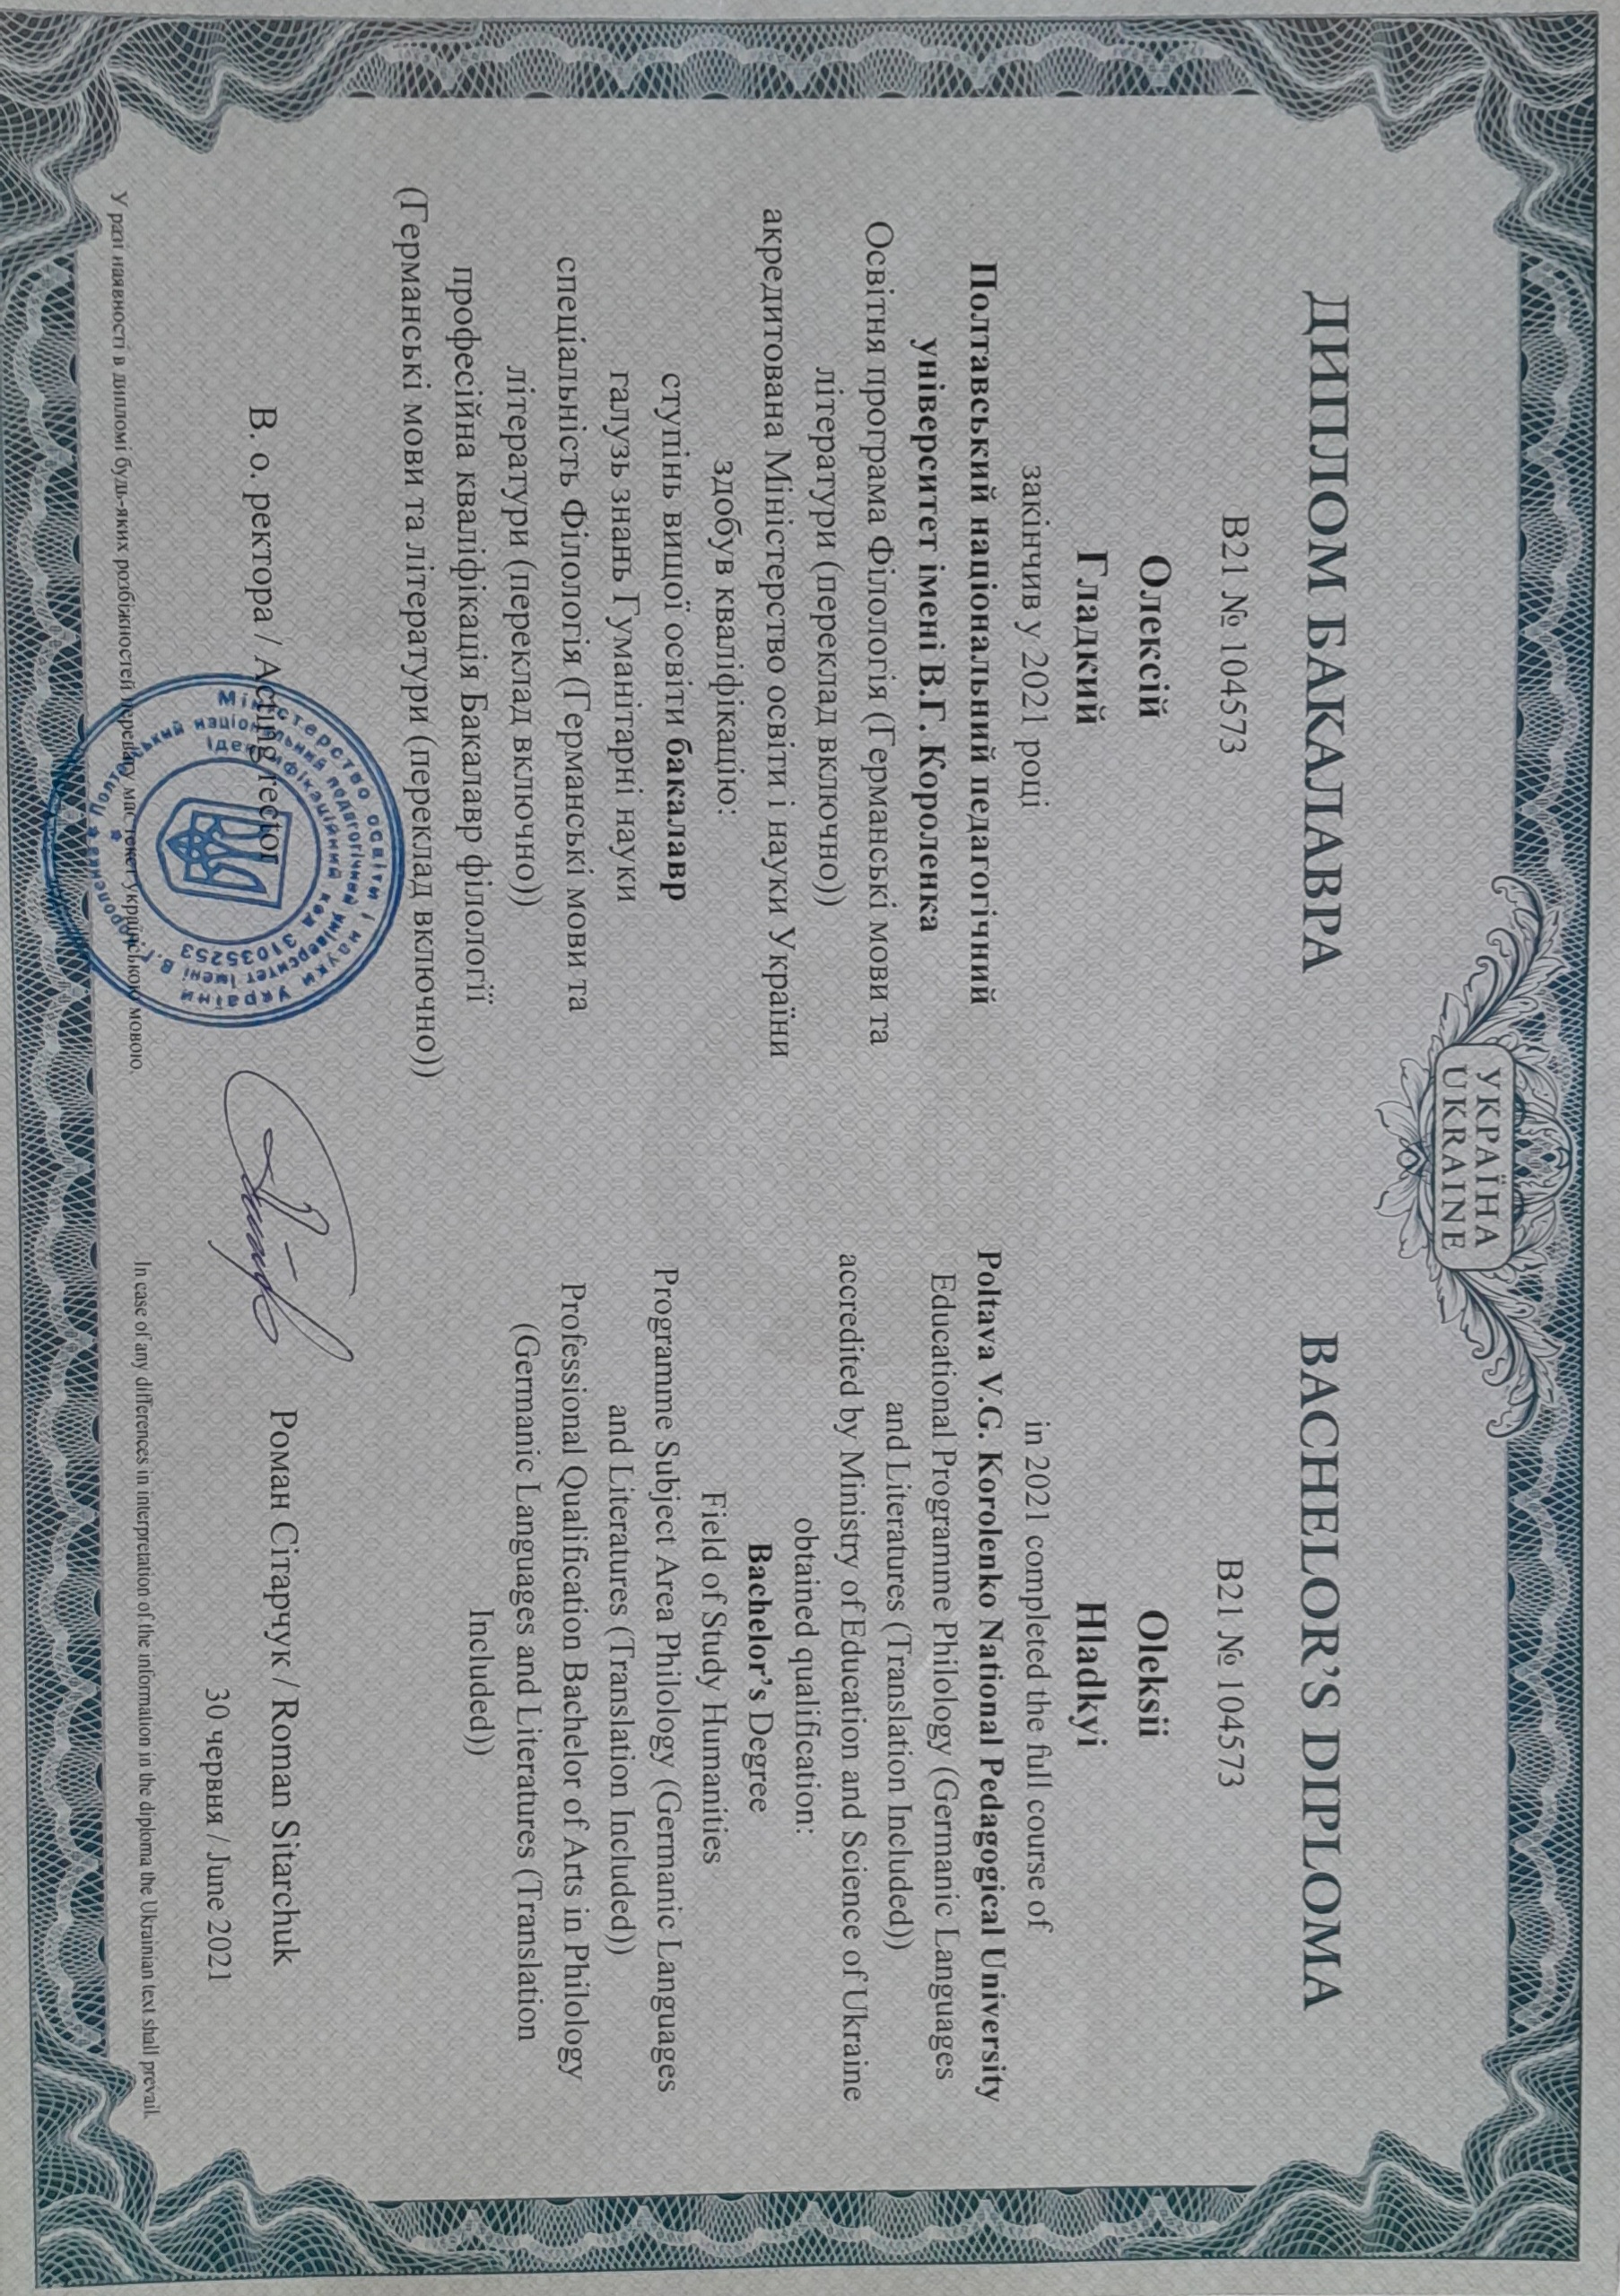 УКРАЇНА
UKRAINE
ДИПЛОМ БАКАЛАВРА
В21 № 104573
Олексій
Гладкий
закінчив у 2021 році
Полтавський національний педагогічний
університет імені В.Г. Короленка
Освітня програма Філологія (Германські мови та
літератури (переклад включно))
акредитована Міністерство освіти і науки України
здобув кваліфікацію:
ступінь вищої освіти бакалавр
галузь знань Гуманітарні науки
спеціальність Філологія (Германські мови та
літератури (переклад включно))
професійна кваліфікація Бакалавр філології
(Германські мови та літератури (переклад включно))
BACHELOR'S DIPLOMA
B21 № 104573
Oleksii
Hladkyi
in 2021 completed the full course of
Poltava V.G. Korolenko National Pedagogical University
Educational Programme Philology (Germanic Languages
and Literatures (Translation Included))
accredited by Ministry of Education and Science of Ukraine
obtained qualification:
Bachelor's Degree
Field of Study Humanities
Programme Subject Area Philology (Germanic Languages
and Literatures (Translation Included))
Professional Qualification Bachelor of Arts in Philology
(Germanic Languages and Literatures (Translation
Included))
В. о. ректора / Acting rector
Роман Сітарчук / Roman Sitarchuk
30 червня / June 2021
Міністерство освіти і науки України
Полтавський національний педагогічний університет імені В.Г. Короленка
Ідентифікаційний код 31035253
У разі наявності в дипломі будь-яких розбіжностей перевагу має текст українською мовою.
In case of any differences in interpretation of the information in the diploma the Ukrainian text shall prevail.